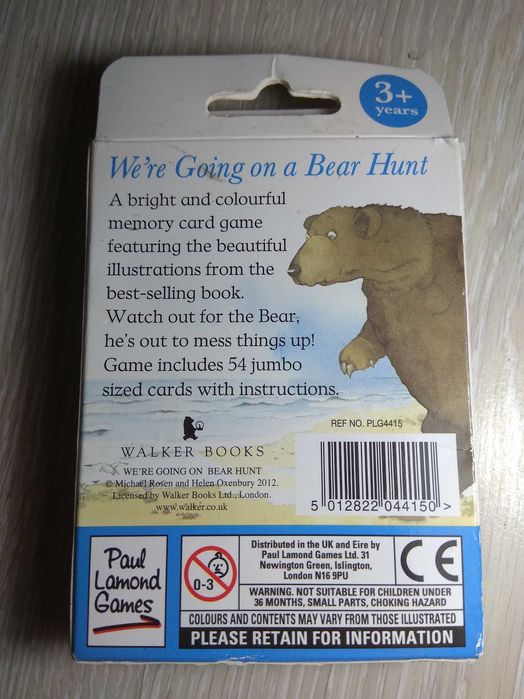 3+
years
We're Going on a Bear Hunt
A bright and colourful
memory card game
featuring the beautiful
illustrations from the
best-selling book.
Watch out for the Bear,
he's out to mess things up!
Game includes 54 jumbo
sized cards with instructions.
REF NO. PLG4415
WALKER BOOKS
WE'RE GOING ON BEAR HUNT
© Michael Rosen and Helen Oxenbury 2012.
Licensed by Walker Books Ltd., London.
www.walker.co.uk
5 012822 044150 >
Paul
Lamond
Games
0-3
Distributed in the UK and Eire by
Paul Lamond Games Ltd. 31
Newington Green, Islington,
London N16 9PU
CE
WARNING. NOT SUITABLE FOR CHILDREN UNDER
36 MONTHS, SMALL PARTS, CHOKING HAZARD
COLOURS AND CONTENTS MAY VARY FROM THOSE ILLUSTRATED
PLEASE RETAIN FOR INFORMATION